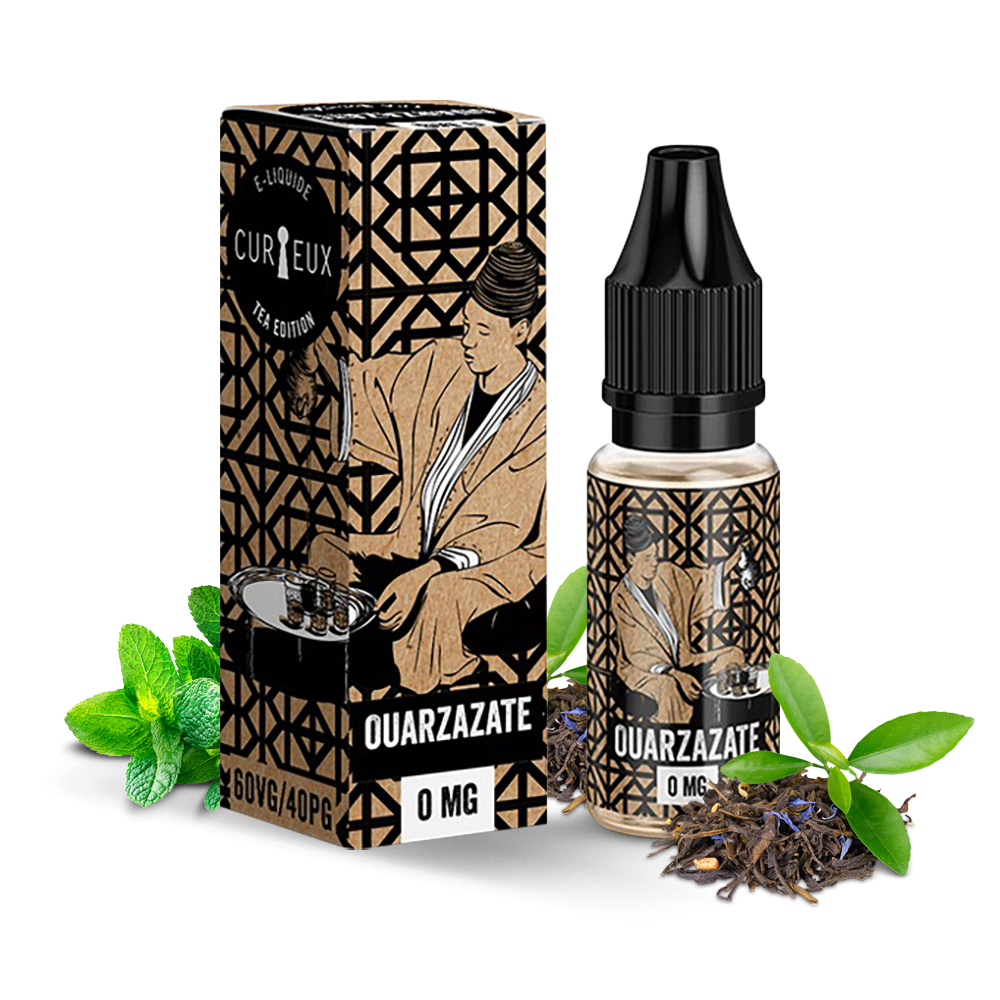 E-LIQUIDE
CURIEUX
TEA EDITION
OUARZAZATE
0 MG
60VG/40PG
OUARZAZATE
0 MG